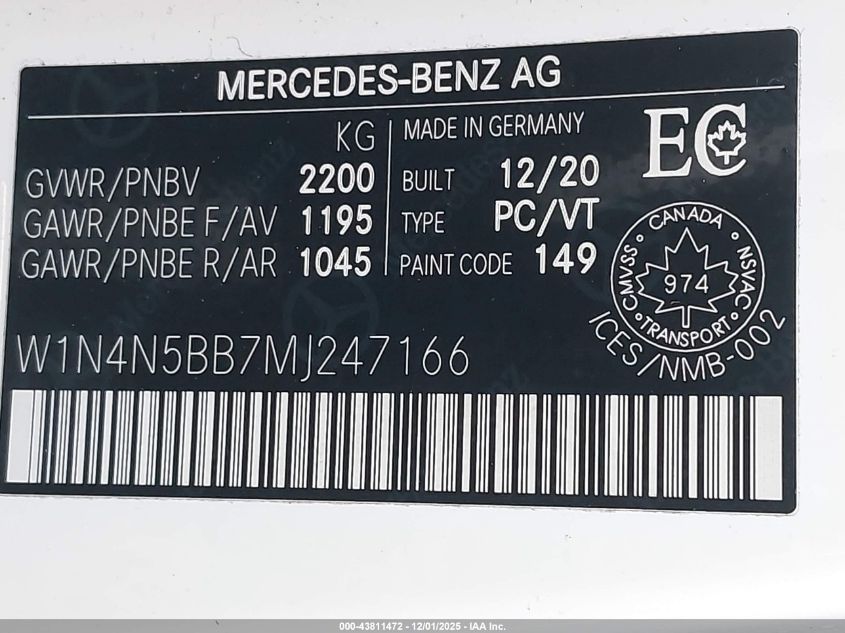 MERCEDES-BENZ AG
KG
GVWR/PNBV 2200
GAWR/PNBE F/AV 1195
GAWR/PNBE R/AR 1045
MADE IN GERMANY
BUILT 12/20
TYPE PC/VT
PAINT CODE 149
EC
CANADA
CMVSS
974
NSVAC
TRANSPORT
ICES/NMB-002
W1N4N5BB7MJ247166
000-43811472 - 12/01/2025 - IAA Inc.